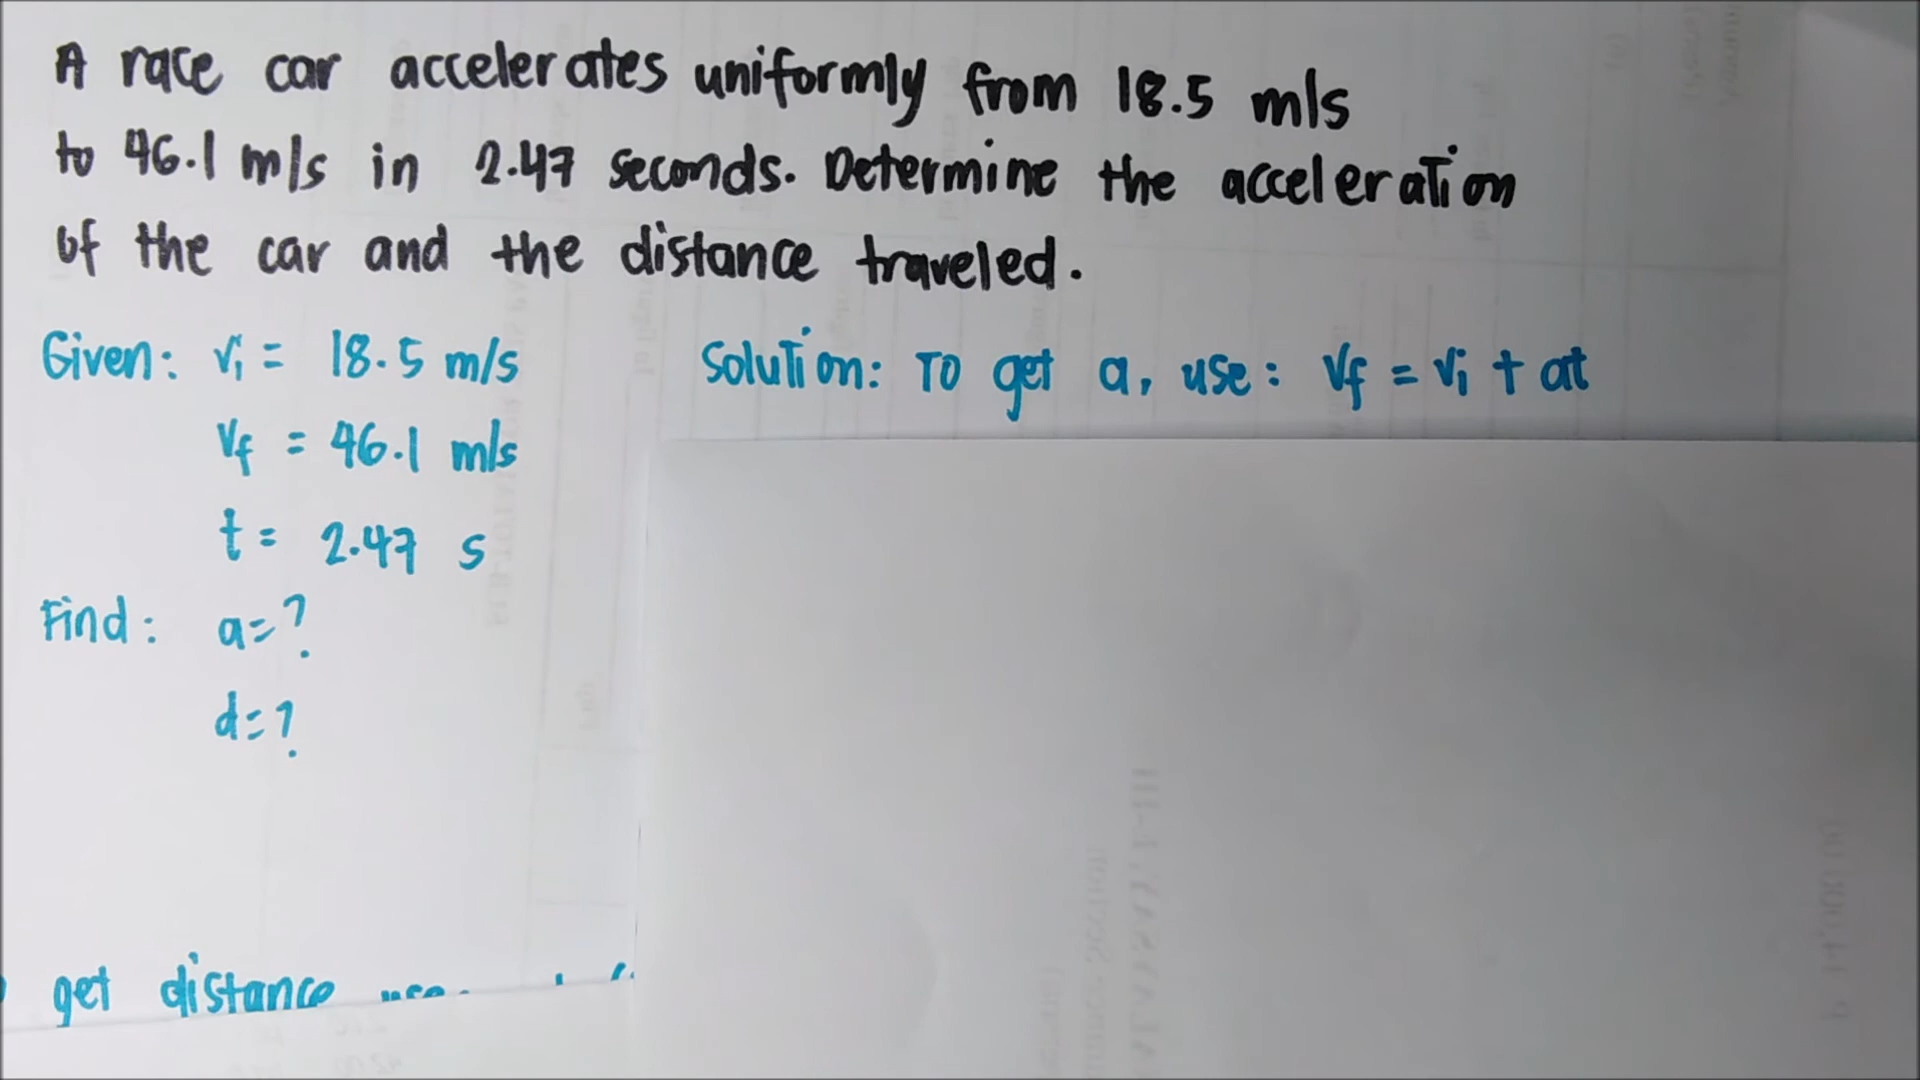 A race car accelerates uniformly from 18.5 m/s
to 46.1 m/s in 2.47 seconds. Determine the acceleration
of the car and the distance traveled.
Given: vi = 18.5 m/s
vf = 46.1 m/s
t = 2.47 s
Find: a=?
d=?
Solution: To get a, use: vf = vi + at
get distance